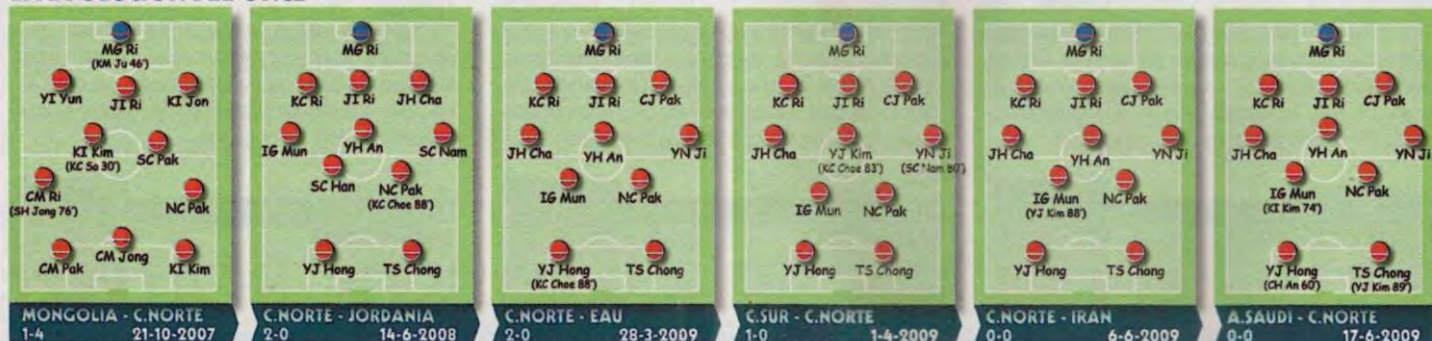 MG Ri
(KM Ju 46')
YI Yun
JI Ri
KI Jon
KI Kim
(KC So 30')
SC Pak
CM Ri
(SH Jong 76')
NC Pak
CM Pak
CM Jong
KI Kim
MONGOLIA - C.NORTE
1-4 21-10-2007
MG Ri
KC Ri
JI Ri
JH Cha
IG Mun
YH An
SC Nam
SC Han
NC Pak
(KC Choe 88')
YJ Hong
TS Chong
C.NORTE - JORDANIA
2-0 14-6-2008
MG Ri
KC Ri
JI Ri
CJ Pak
JH Cha
YH An
YN Ji
IG Mun
NC Pak
YJ Hong
(KC Choe 88')
TS Chong
C.NORTE - EAU
2-0 28-3-2009
MG Ri
KC Ri
JI Ri
CJ Pak
JH Cha
YJ Kim
(KC Choe 83')
YN Ji
(SC Nam 80')
IG Mun
NC Pak
YJ Hong
TS Chong
C.SUR - C.NORTE
1-0 1-4-2009
MG Ri
KC Ri
JI Ri
CJ Pak
JH Cha
YH An
YN Ji
IG Mun
(YJ Kim 88')
NC Pak
YJ Hong
TS Chong
C.NORTE - IRAN
0-0 6-6-2009
MG Ri
KC Ri
JI Ri
CJ Pak
JH Cha
YH An
YN Ji
IG Mun
(KI Kim 74')
NC Pak
YJ Hong
(CH An 60')
TS Chong
(YJ Kim 89')
A.SAUDI - C.NORTE
0-0 17-6-2009